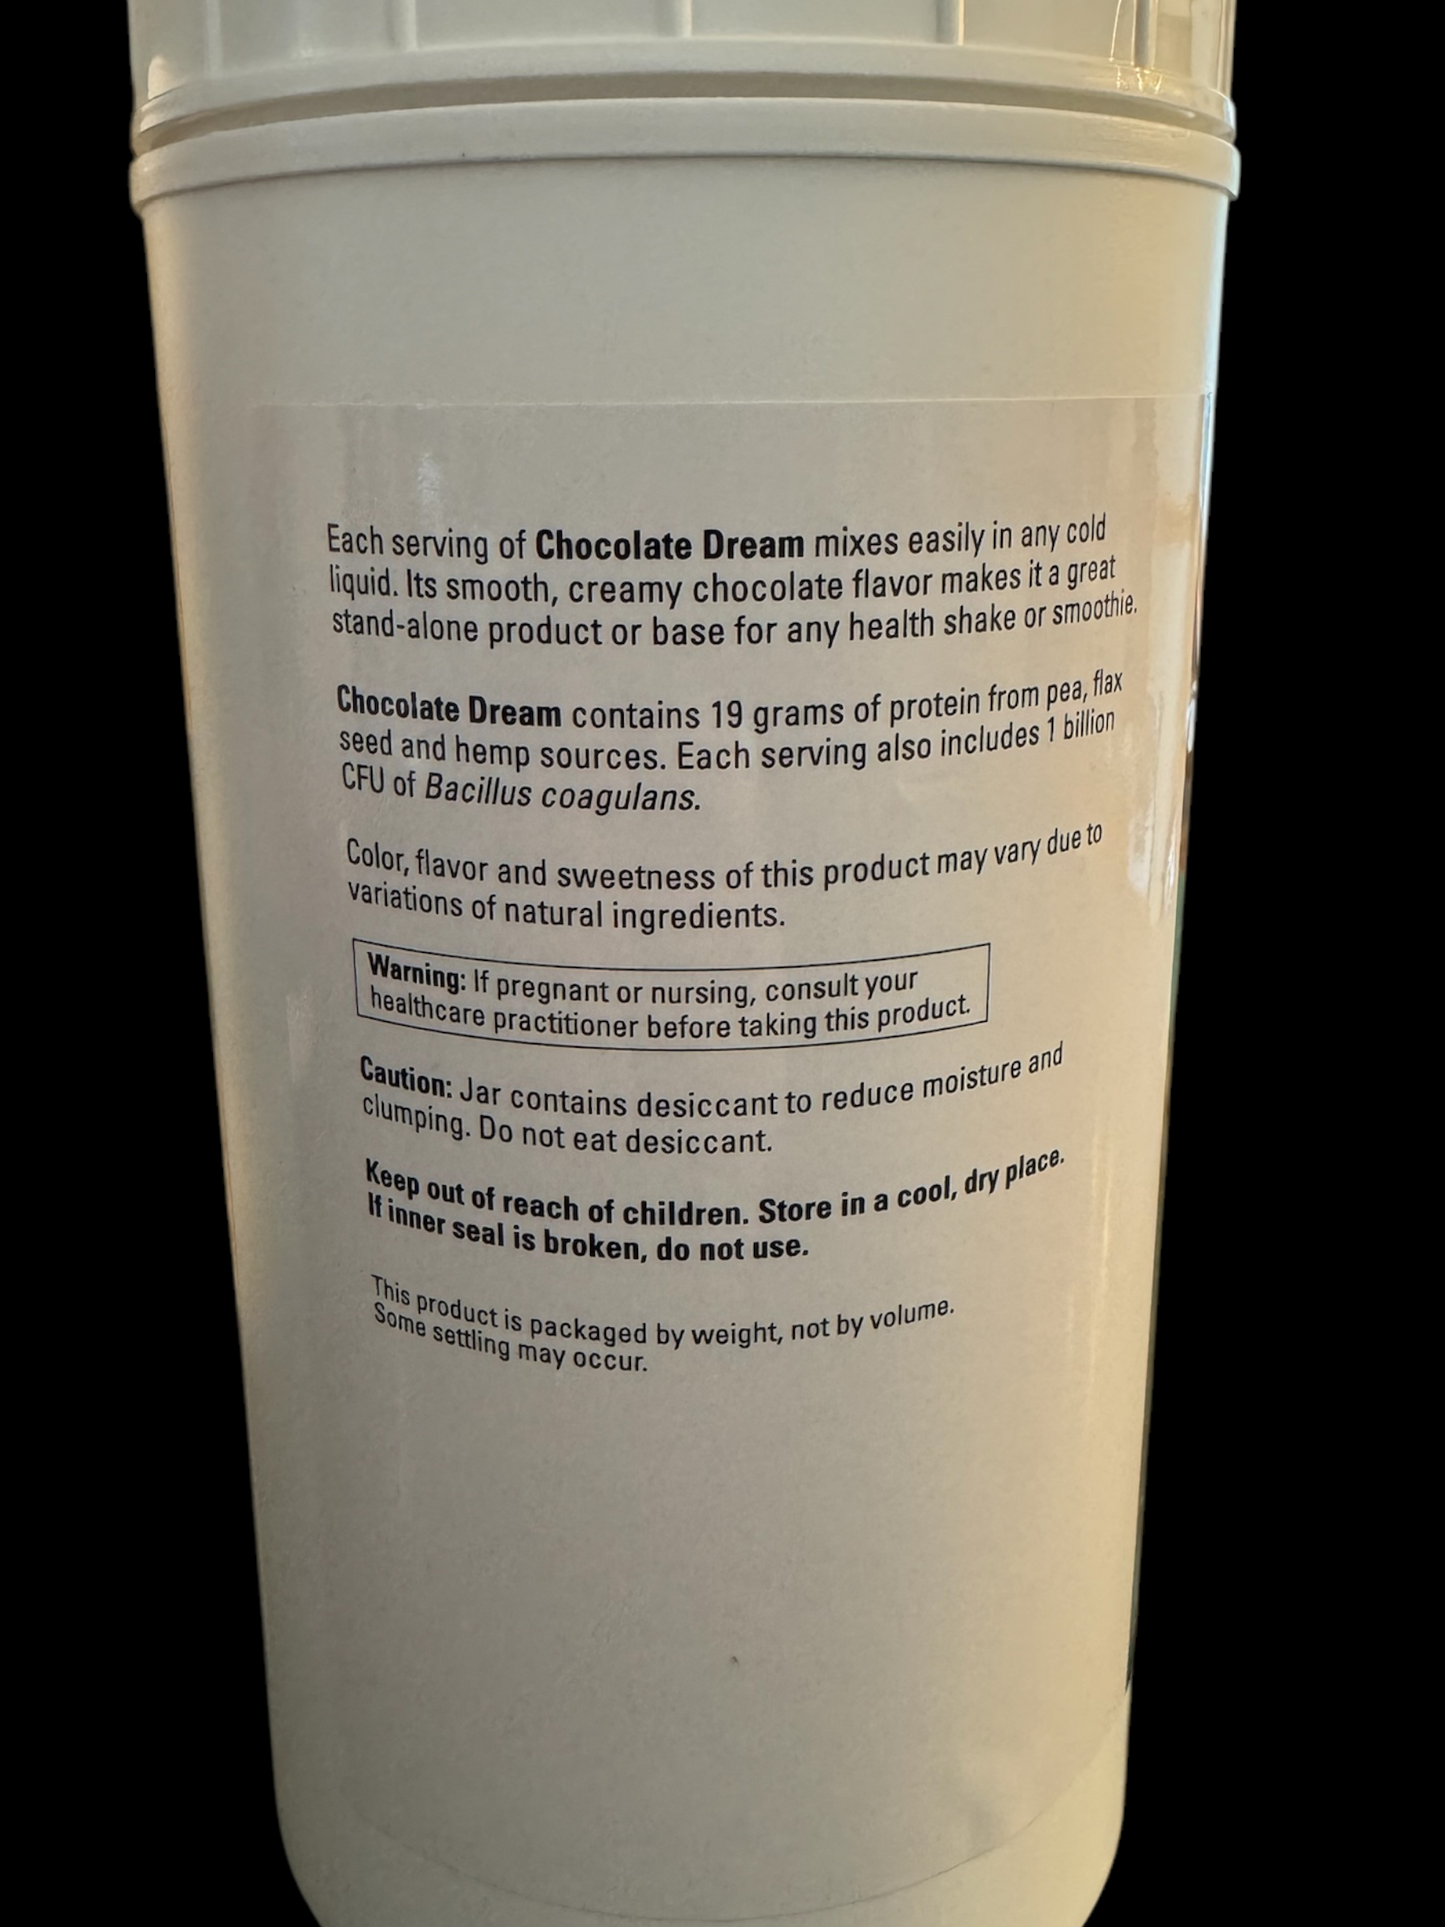 Each serving of Chocolate Dream mixes easily in any cold
liquid. Its smooth, creamy chocolate flavor makes it a great
stand-alone product or base for any health shake or smoothie.
Chocolate Dream contains 19 grams of protein from pea, flax
seed and hemp sources. Each serving also includes 1 billion
CFU of Bacillus coagulans.
Color, flavor and sweetness of this product may vary due to
variations of natural ingredients.
Warning: If pregnant or nursing, consult your
healthcare practitioner before taking this product.
Caution: Jar contains desiccant to reduce moisture and
clumping. Do not eat desiccant.
Keep out of reach of children. Store in a cool, dry place.
If inner seal is broken, do not use.
This product is packaged by weight, not by volume.
Some settling may occur.